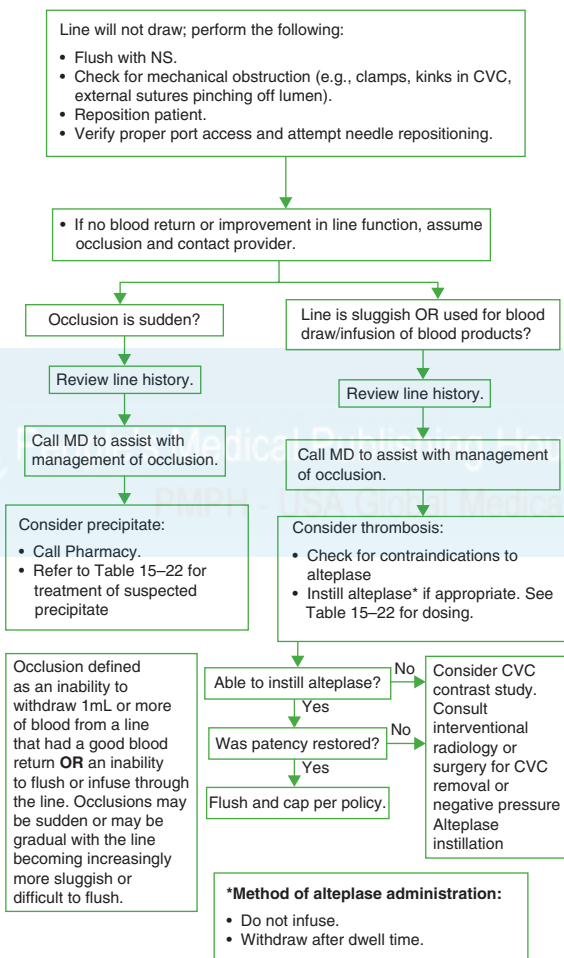 Line will not draw; perform the following:
• Flush with NS.
• Check for mechanical obstruction (e.g., clamps, kinks in CVC,
external sutures pinching off lumen).
• Reposition patient.
• Verify proper port access and attempt needle repositioning.
• If no blood return or improvement in line function, assume
occlusion and contact provider.
Occlusion is sudden?
Review line history.
Call MD to assist with
management of occlusion.
Consider precipitate:
• Call Pharmacy.
• Refer to Table 15–22 for
treatment of suspected
precipitate
Line is sluggish OR used for blood
draw/infusion of blood products?
Review line history.
Call MD to assist with management
of occlusion.
Consider thrombosis:
• Check for contraindications to
alteplase
• Instill alteplase* if appropriate. See
Table 15–22 for dosing.
People's Medical Publishing Hou
PMPH - USA Global Medica
Able to instill alteplase?
No
Yes
Was patency restored?
No
Yes
Flush and cap per policy.
Consider CVC
contrast study.
Consult
interventional
radiology or
surgery for CVC
removal or
negative pressure
Alteplase
instillation
Occlusion defined
as an inability to
withdraw 1mL or more
of blood from a line
that had a good blood
return OR an inability
to flush or infuse through
the line. Occlusions may
be sudden or may be
gradual with the line
becoming increasingly
more sluggish or
difficult to flush.
*Method of alteplase administration:
• Do not infuse.
• Withdraw after dwell time.